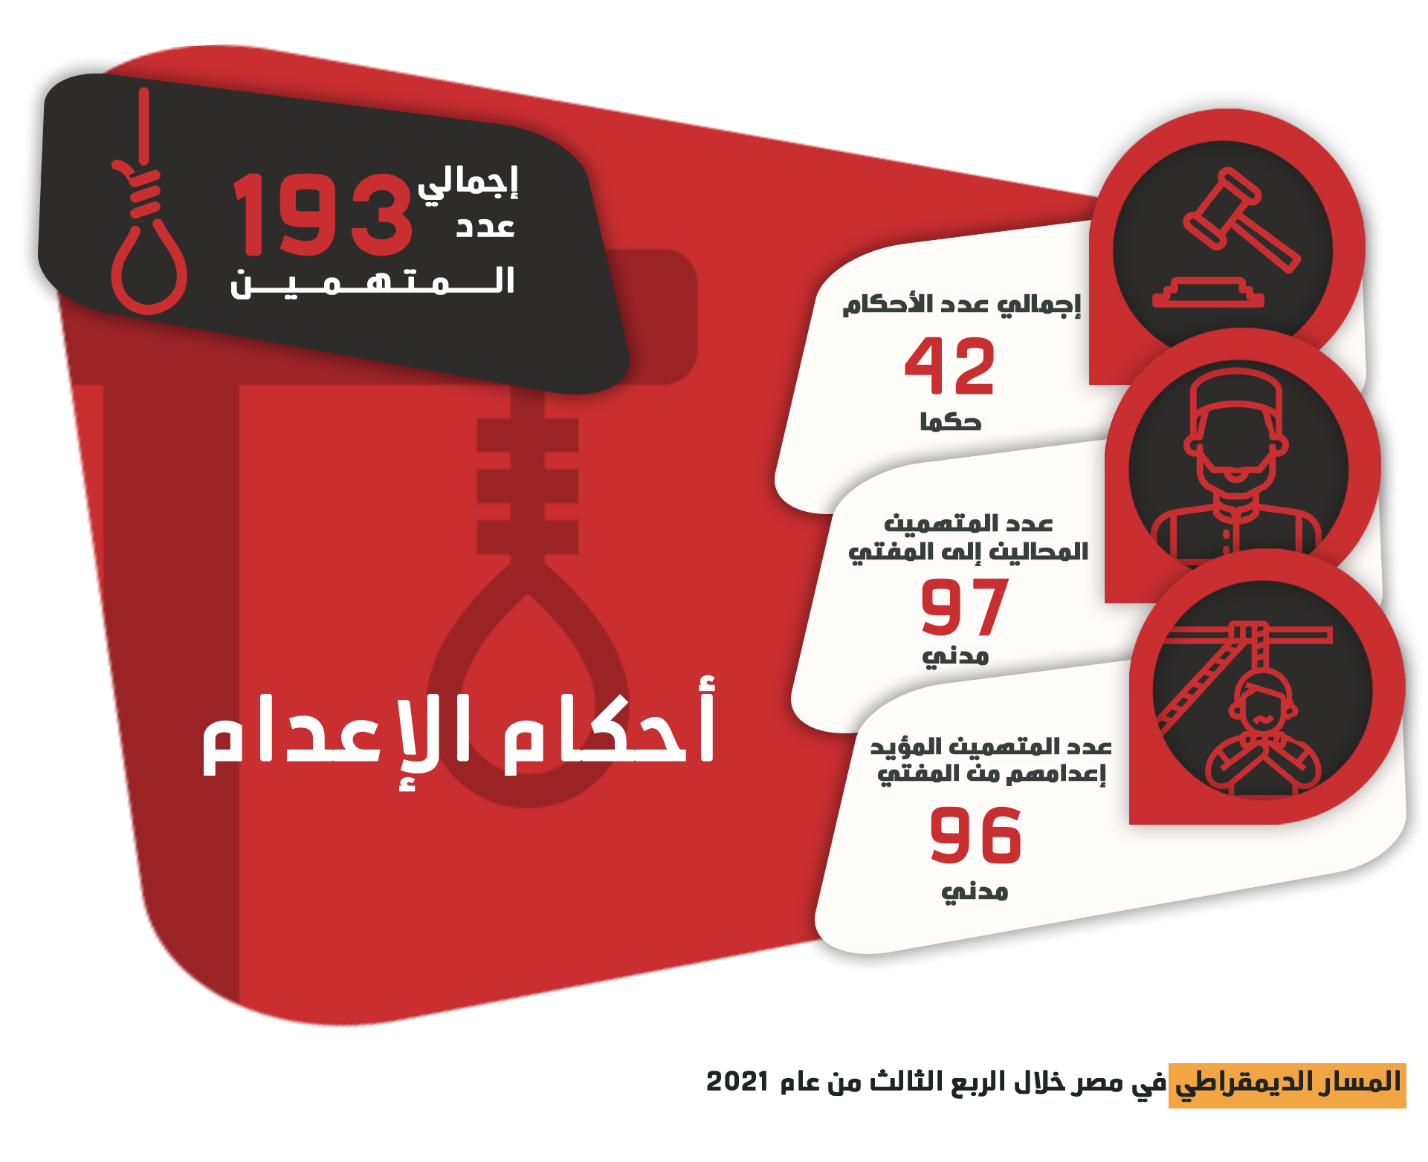 إجمالي
عدد
193
المتهمين
إجمالي عدد الأحكام
42
حكما
عدد المتهمين
المحالين إلى المفتي
97
مدني
عدد المتهمين المؤيد
إعدامهم من المفتي
96
مدني
أحكام الإعدام
المسار الديمقراطي في مصر خلال الربع الثالث من عام 2021